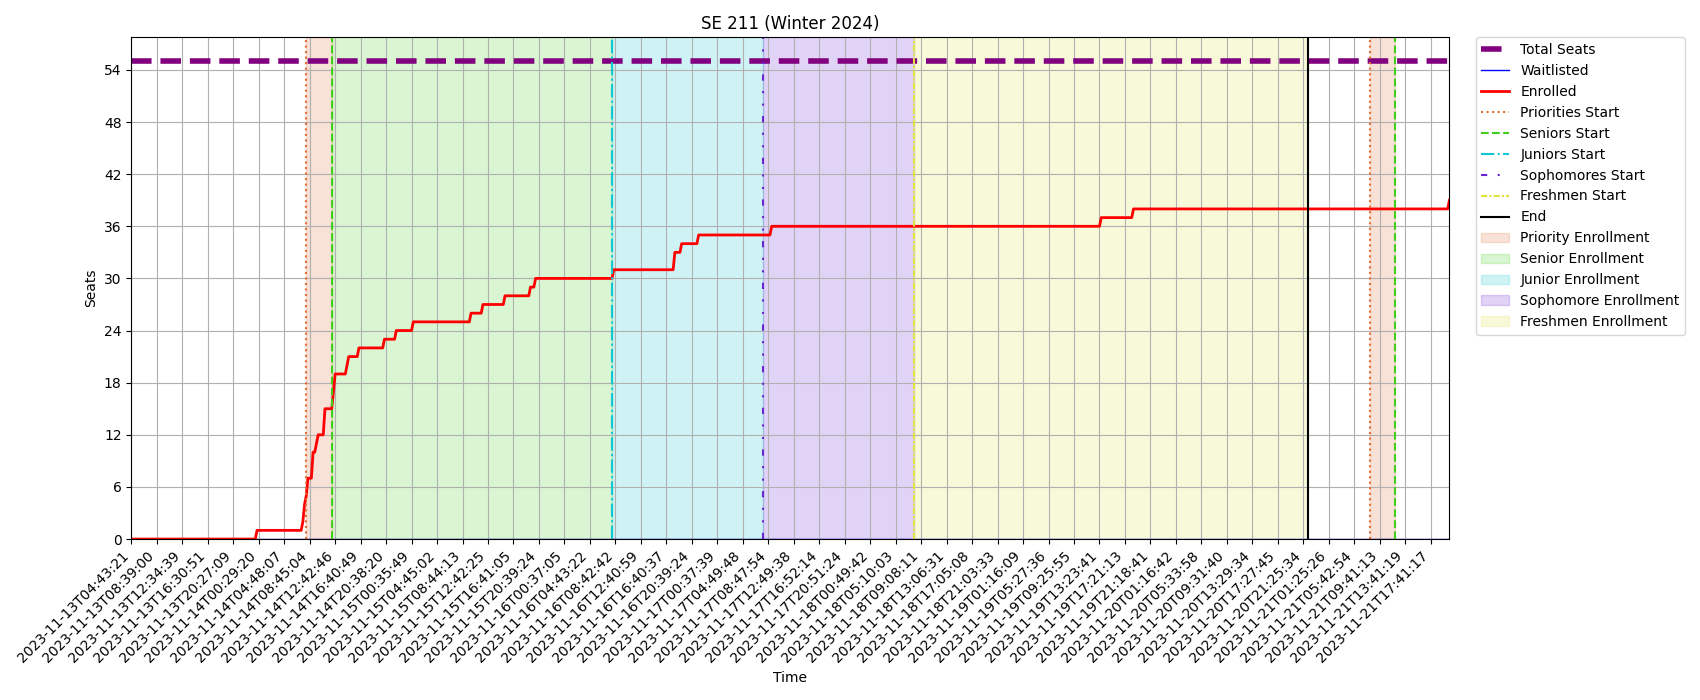 SE 211 (Winter 2024)
Total Seats
Waitlisted
Enrolled
Priorities Start
Seniors Start
Juniors Start
Sophomores Start
Freshmen Start
End
Priority Enrollment
Senior Enrollment
Junior Enrollment
Sophomore Enrollment
Freshmen Enrollment
Seats
54
48
42
36
30
24
18
12
6
0
2023-11-13T04:43:21
2023-11-13T08:39:00
2023-11-13T12:34:39
2023-11-13T16:30:51
2023-11-13T20:27:09
2023-11-14T00:29:20
2023-11-14T04:48:07
2023-11-14T08:45:04
2023-11-14T12:42:46
2023-11-14T16:40:49
2023-11-14T20:38:20
2023-11-15T00:35:49
2023-11-15T04:45:02
2023-11-15T08:44:13
2023-11-15T12:42:25
2023-11-15T16:41:05
2023-11-15T20:39:24
2023-11-16T00:37:05
2023-11-16T04:43:22
2023-11-16T08:42:42
2023-11-16T12:40:59
2023-11-16T16:40:37
2023-11-16T20:39:24
2023-11-17T00:37:39
2023-11-17T04:49:48
2023-11-17T08:47:54
2023-11-17T12:49:38
2023-11-17T16:52:14
2023-11-17T20:51:24
2023-11-18T00:49:42
2023-11-18T05:10:03
2023-11-18T09:08:11
2023-11-18T13:06:31
2023-11-18T17:05:08
2023-11-18T21:03:33
2023-11-19T01:16:09
2023-11-19T05:27:36
2023-11-19T09:25:55
2023-11-19T13:23:41
2023-11-19T17:21:13
2023-11-19T21:18:41
2023-11-20T01:16:42
2023-11-20T05:33:58
2023-11-20T09:31:40
2023-11-20T13:29:34
2023-11-20T17:27:45
2023-11-20T21:25:34
2023-11-21T01:25:26
2023-11-21T05:42:54
2023-11-21T09:41:13
2023-11-21T13:41:19
2023-11-21T17:41:17
Time